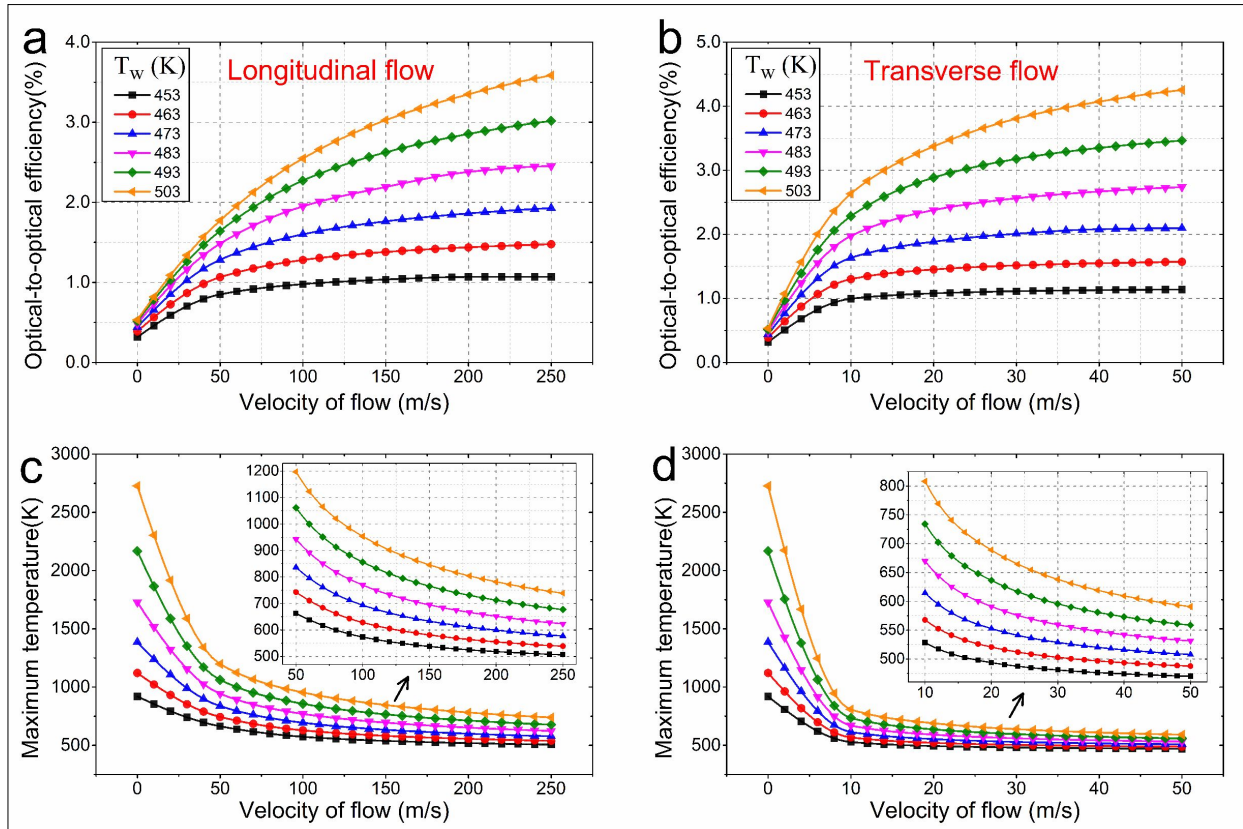 a
4.0
3.0
2.0
1.0
0.0
Optical-to-optical efficiency(%)
T_w (K)
453
463
473
483
493
503
Longitudinal flow
0 50 100 150 200 250
Velocity of flow (m/s)
b
5.0
4.0
3.0
2.0
1.0
0.0
Optical-to-optical efficiency(%)
T_w (K)
453
463
473
483
493
503
Transverse flow
0 10 20 30 40 50
Velocity of flow (m/s)
c
3000
2500
2000
1500
1000
500
Maximum temperature(K)
1200
1100
1000
900
800
700
600
500
50 100 150 200 250
0 50 100 150 200 250
Velocity of flow (m/s)
d
3000
2500
2000
1500
1000
500
Maximum temperature(K)
800
750
700
650
600
550
500
10 20 30 40 50
0 10 20 30 40 50
Velocity of flow (m/s)